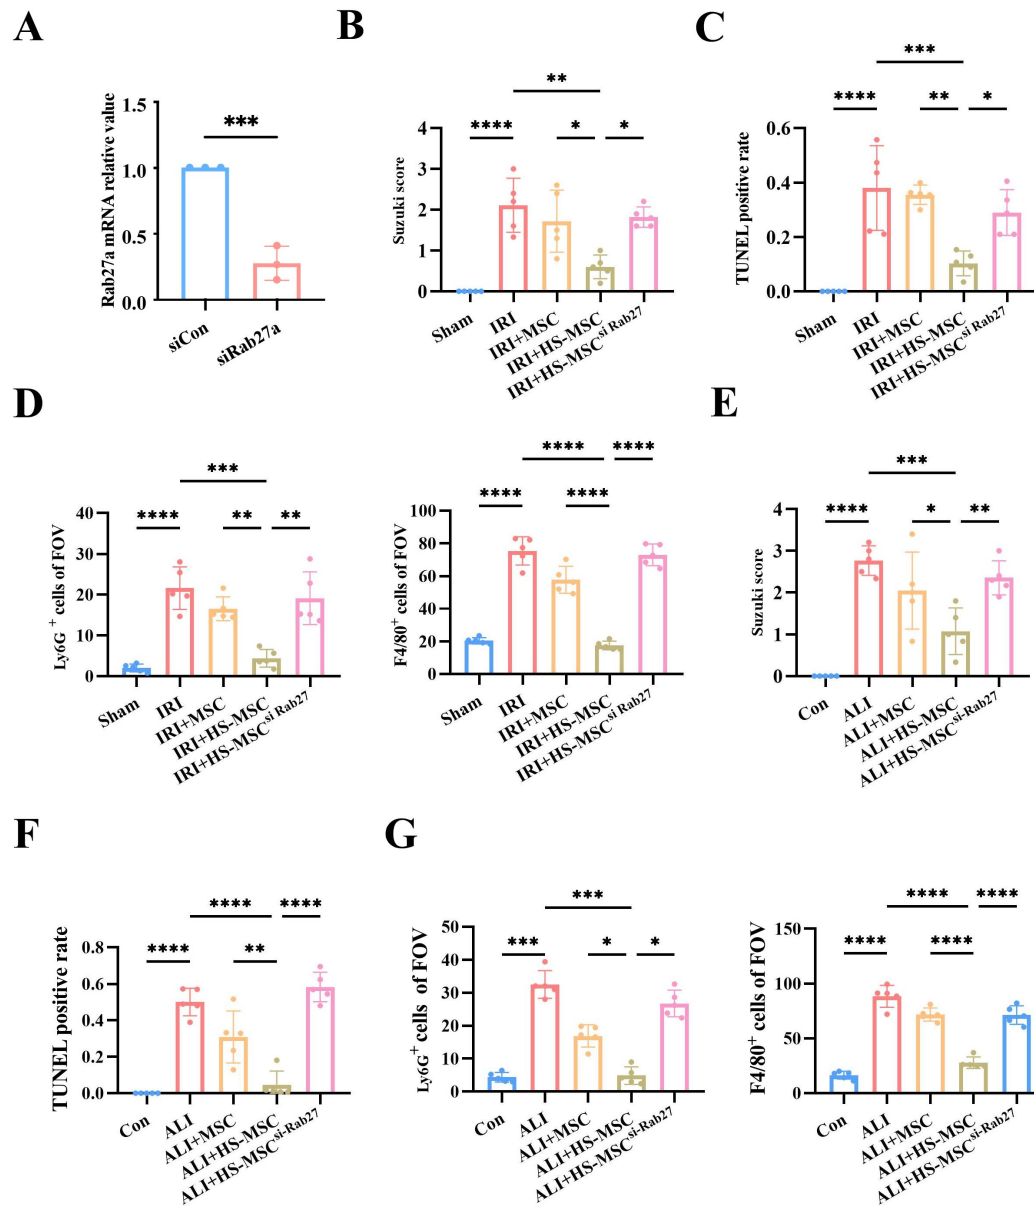 A
Rab27a mRNA relative value
1.5
1.0
0.5
0.0
***
siCon
siRab27a
B
Suzuki score
4
3
2
1
0
**
****
*
*
Sham
IRI
IRI+MSC
IRI+HS-MSC
IRI+HS-MSC^si Rab27
C
TUNEL positive rate
0.6
0.4
0.2
0.0
***
****
**
*
Sham
IRI
IRI+MSC
IRI+HS-MSC
IRI+HS-MSC^si Rab27
D
Ly6G+ cells of FOV
40
30
20
10
0
***
****
**
**
Sham
IRI
IRI+MSC
IRI+HS-MSC
IRI+HS-MSC^si Rab27
F4/80+ cells of FOV
100
80
60
40
20
0
****
****
****
****
Sham
IRI
IRI+MSC
IRI+HS-MSC
IRI+HS-MSC^si Rab27
E
Suzuki score
4
3
2
1
0
***
****
*
**
Con
ALI
ALI+MSC
ALI+HS-MSC
ALI+HS-MSC^si-Rab27
F
TUNEL positive rate
0.8
0.6
0.4
0.2
0.0
****
****
****
**
Con
ALI
ALI+MSC
ALI+HS-MSC
ALI+HS-MSC^si-Rab27
G
Ly6G+ cells of FOV
50
40
30
20
10
0
***
***
*
*
Con
ALI
ALI+MSC
ALI+HS-MSC
ALI+HS-MSC^si-Rab27
F4/80+ cells of FOV
150
100
50
0
****
****
****
****
Con
ALI
ALI+MSC
ALI+HS-MSC
ALI+HS-MSC^si-Rab27